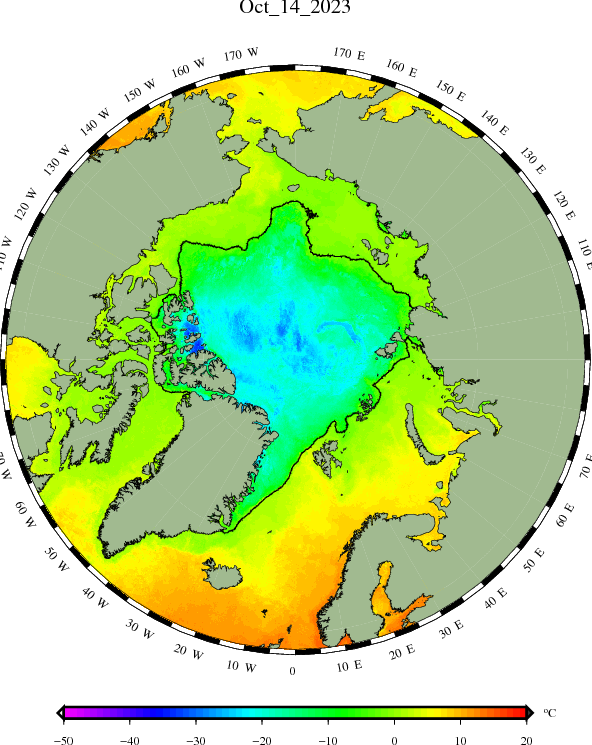 Oct_14_2023
170 W
170 E
160 W
160 E
150 W
150 E
140 W
140 E
130 W
130 E
120 W
120 E
110 E
70 E
60 W
60 E
50 W
50 E
40 W
40 E
30 W
30 E
20 W
20 E
10 W
10 E
0
°C
−50
−40
−30
−20
−10
0
10
20